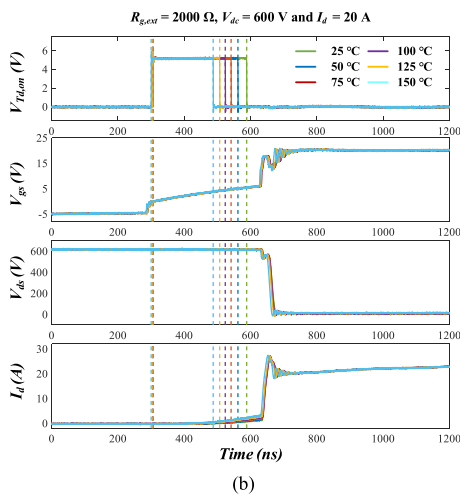 R_g,ext = 2000 Ω, V_dc = 600 V and I_d = 20 A
V_Td,on (V)
6
4
2
0
25 °C
100 °C
50 °C
125 °C
75 °C
150 °C
0 200 400 600 800 1000 1200
V_gs (V)
25
15
5
-5
0 200 400 600 800 1000 1200
V_ds (V)
600
400
200
0
0 200 400 600 800 1000 1200
I_d (A)
30
20
10
0
0 200 400 600 800 1000 1200
Time (ns)
(b)